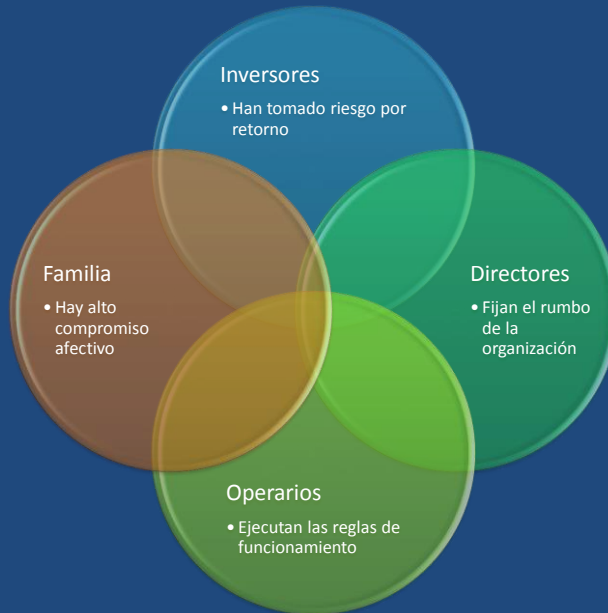 Inversores
• Han tomado riesgo por
retorno
Familia
• Hay alto
compromiso
afectivo
Directores
• Fijan el rumbo
de la
organización
Operarios
• Ejecutan las reglas de
funcionamiento